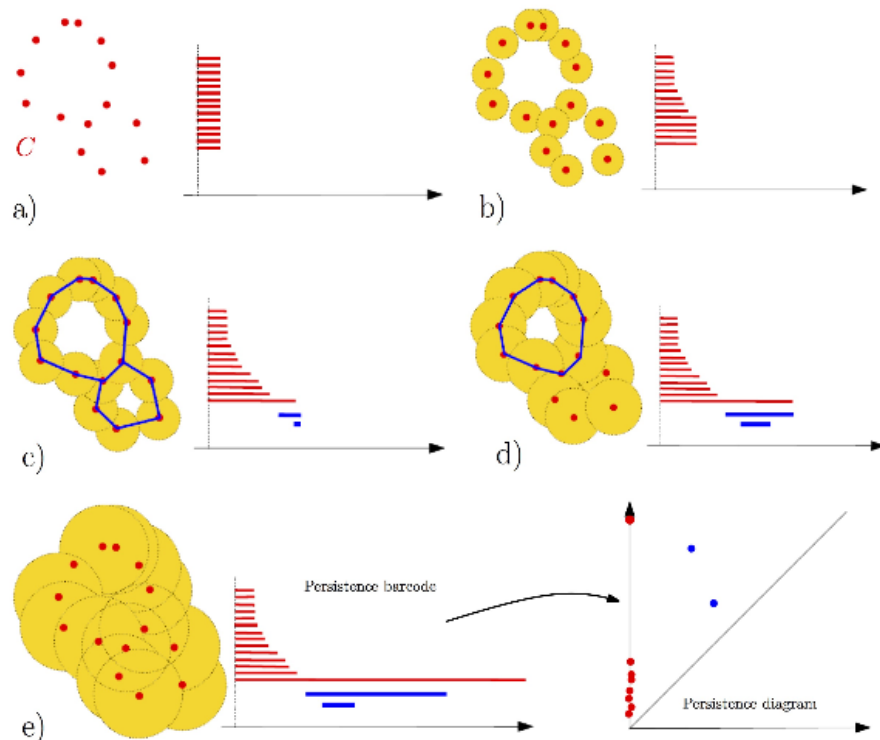 C
a)
b)
c)
d)
Persistence barcode
Persistence diagram
e)